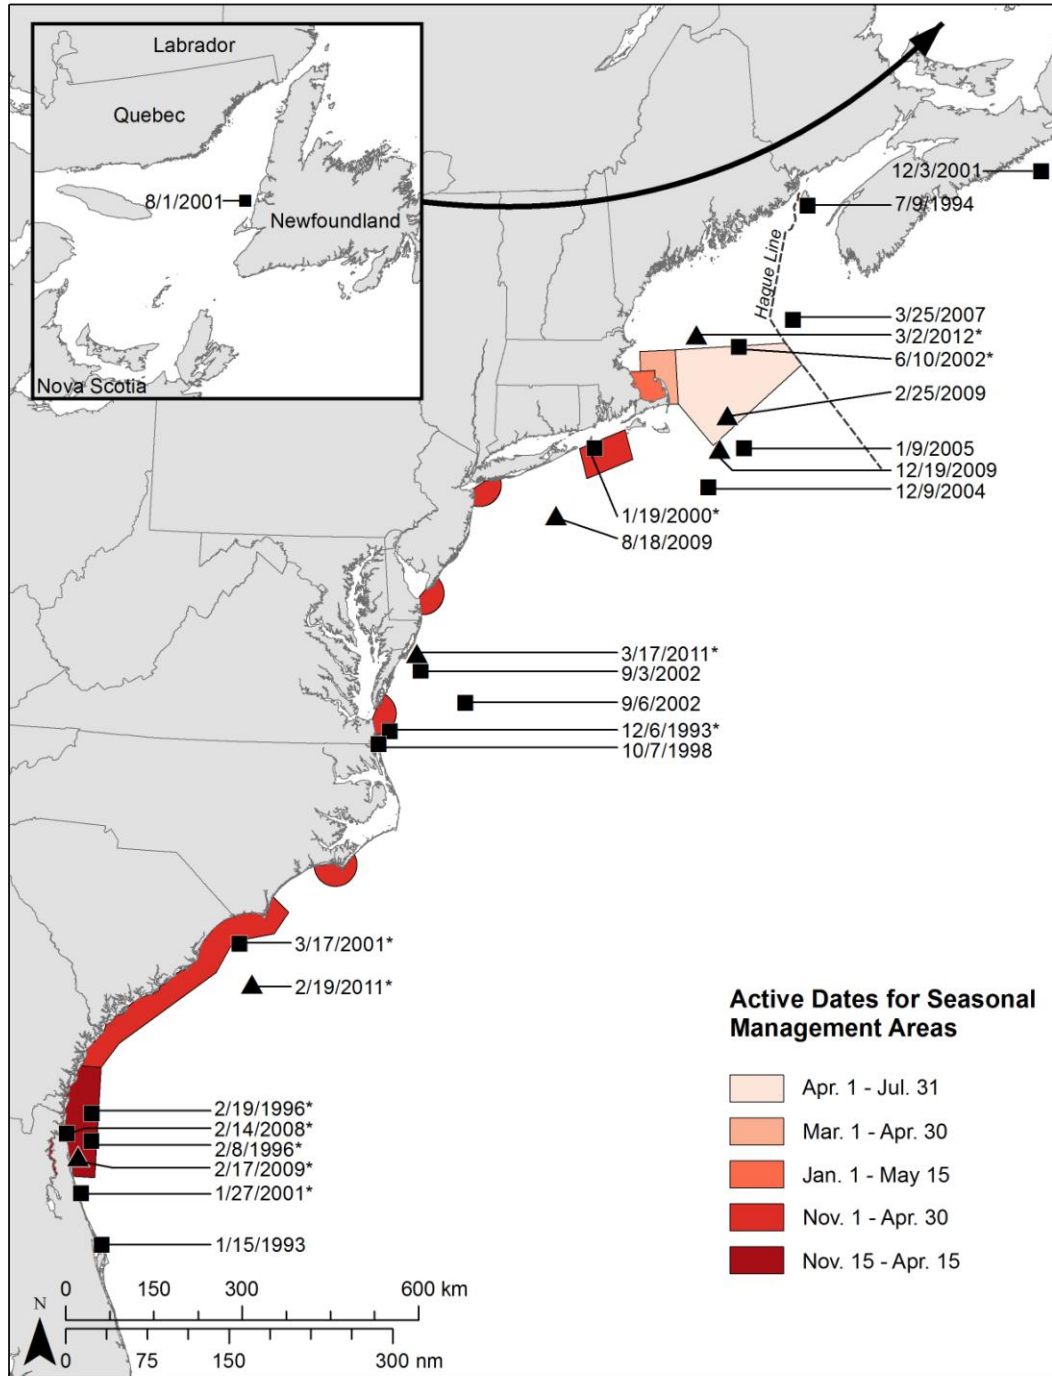 Labrador
Quebec
8/1/2001
Newfoundland
Nova Scotia
12/3/2001
7/9/1994
Hague Line
3/25/2007
3/2/2012*
6/10/2002*
2/25/2009
1/9/2005
12/19/2009
12/9/2004
1/19/2000*
8/18/2009
3/17/2011*
9/3/2002
9/6/2002
12/6/1993*
10/7/1998
3/17/2001*
2/19/2011*
2/19/1996*
2/14/2008*
2/8/1996*
2/17/2009*
1/27/2001*
1/15/1993
Active Dates for Seasonal
Management Areas
Apr. 1 - Jul. 31
Mar. 1 - Apr. 30
Jan. 1 - May 15
Nov. 1 - Apr. 30
Nov. 15 - Apr. 15
0 150 300 600 km
N
0 75 150 300 nm